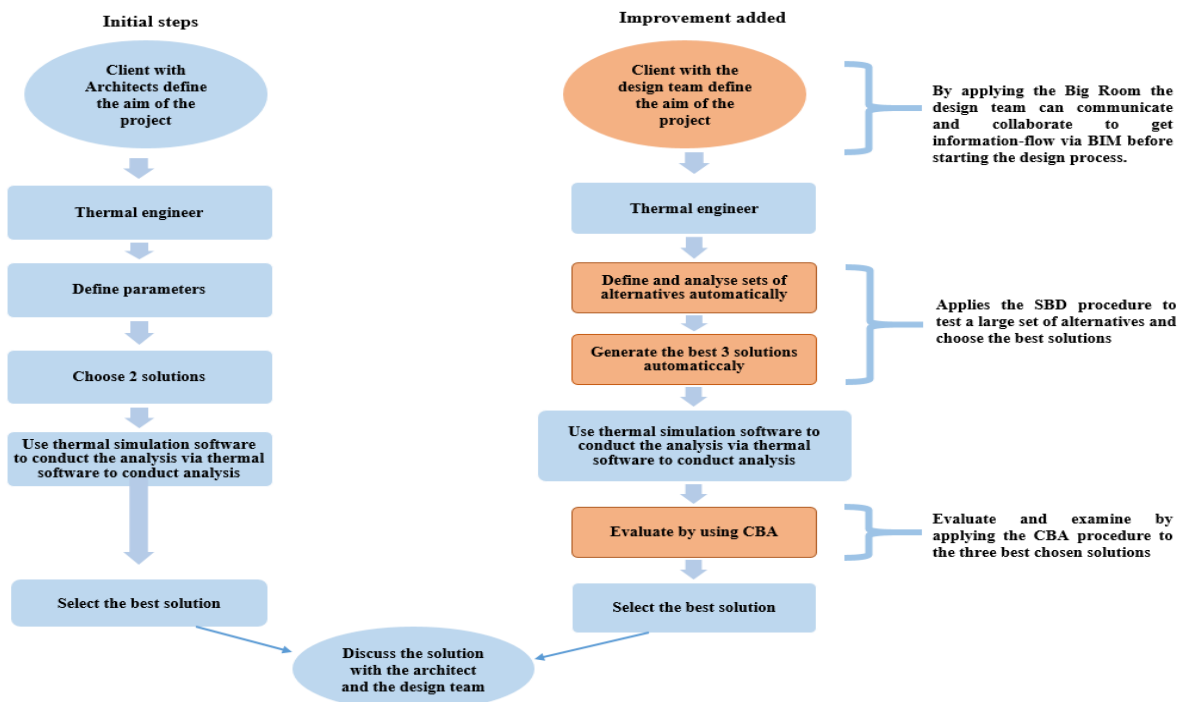 Initial steps
Client with
Architects define
the aim of the
project
Thermal engineer
Define parameters
Choose 2 solutions
Use thermal simulation software
to conduct the analysis via thermal
software to conduct analysis
Select the best solution
Improvement added
Client with the
design team define
the aim of the
project
Thermal engineer
Define and analyse sets of
alternatives automatically
Generate the best 3 solutions
automaticcaly
Use thermal simulation software to
conduct the analysis via thermal
software to conduct analysis
Evaluate by using CBA
Select the best solution
Discuss the solution
with the architect
and the design team
By applying the Big Room the
design team can communicate
and collaborate to get
information-flow via BIM before
starting the design process.
Applies the SBD procedure to
test a large set of alternatives and
choose the best solutions
Evaluate and examine by
applying the CBA procedure to
the three best chosen solutions